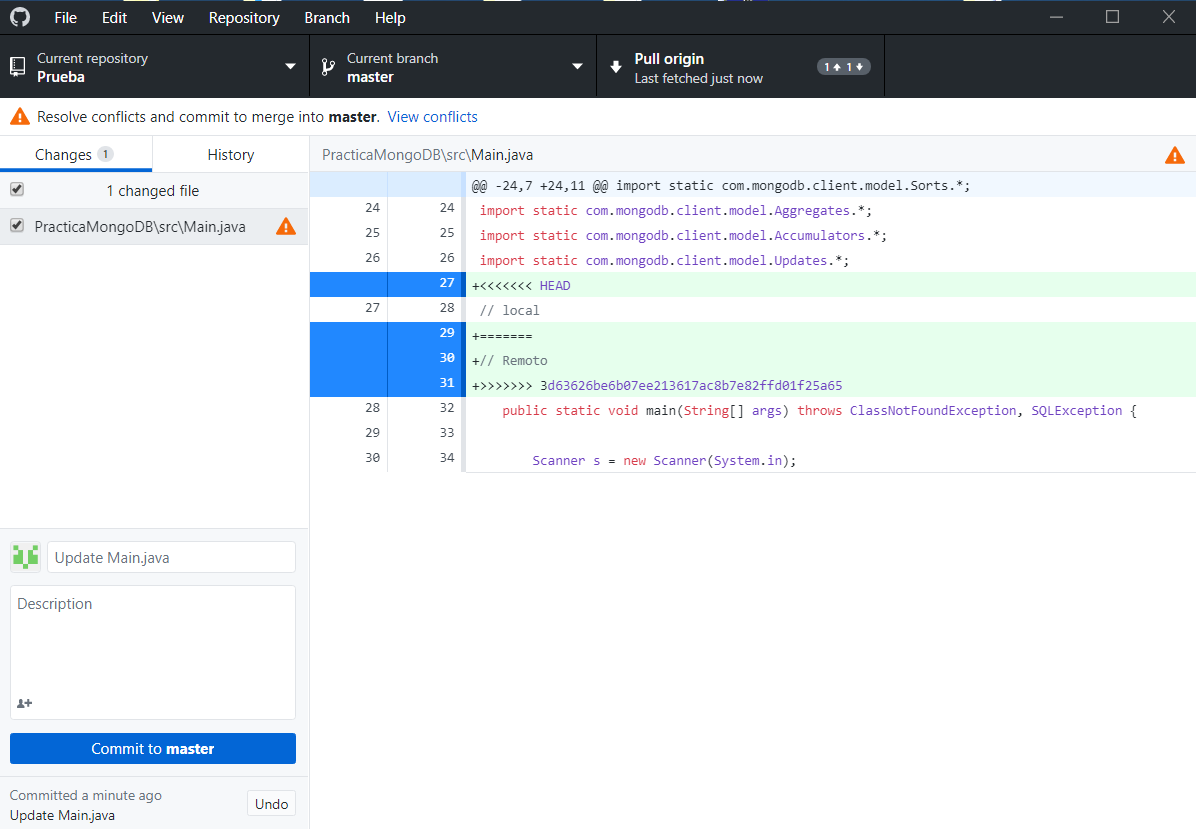 File Edit View Repository Branch Help
Current repository
Prueba
Current branch
master
Pull origin
Last fetched just now
1 1
Resolve conflicts and commit to merge into master. View conflicts
Changes 1 History
1 changed file
PracticaMongoDB\src\Main.java
PracticaMongoDB\src\Main.java
@@ -24,7 +24,11 @@ import static com.mongodb.client.model.Sorts.*;
24 24 import static com.mongodb.client.model.Aggregates.*;
25 25 import static com.mongodb.client.model.Accumulators.*;
26 26 import static com.mongodb.client.model.Updates.*;
27 +<<<<<<< HEAD
27 28 // local
29 +=======
30 +// Remoto
31 +>>>>>>> 3d63626be6b07ee213617ac8b7e82ffd01f25a65
28 32 public static void main(String[] args) throws ClassNotFoundException, SQLException {
29 33
30 34 Scanner s = new Scanner(System.in);
Update Main.java
Description
Commit to master
Committed a minute ago
Update Main.java
Undo